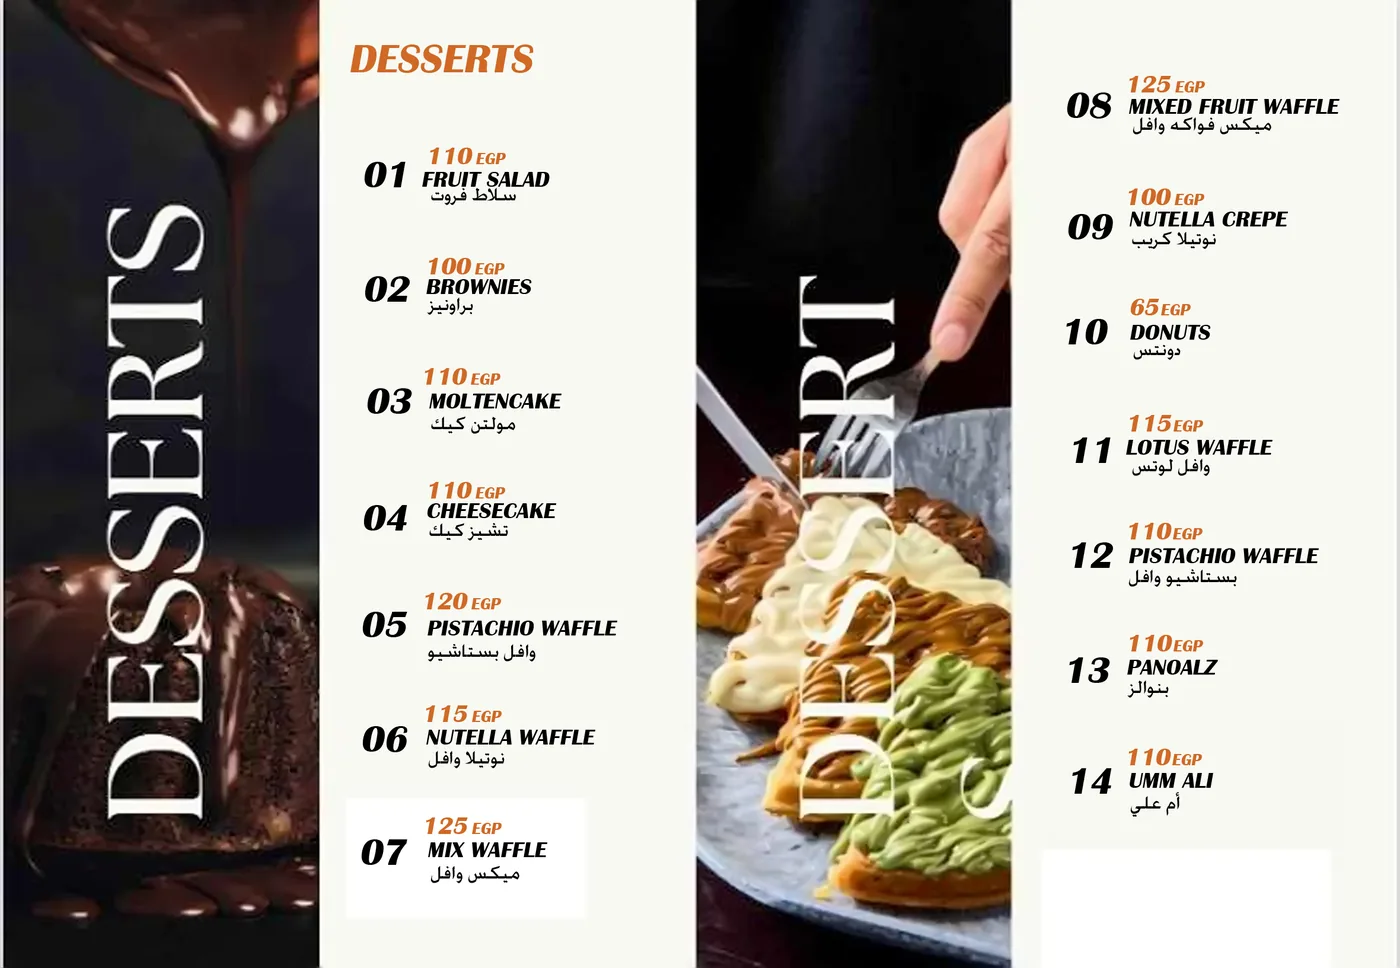 DESSERTS
DESSERTS
01
110 EGP
FRUIT SALAD
سلاط فروت
02
100 EGP
BROWNIES
براونيز
03
110 EGP
MOLTENCAKE
مولتن كيك
04
110 EGP
CHEESECAKE
تشيز كيك
05
120 EGP
PISTACHIO WAFFLE
وافل بستاشيو
06
115 EGP
NUTELLA WAFFLE
نوتيلا وافل
07
125 EGP
MIX WAFFLE
ميكس وافل
DESSERT
S
08
125 EGP
MIXED FRUIT WAFFLE
ميكس فواكه وافل
09
100 EGP
NUTELLA CREPE
نوتيلا كريب
10
65 EGP
DONUTS
دونتس
11
115 EGP
LOTUS WAFFLE
وافل لوتس
12
110 EGP
PISTACHIO WAFFLE
بستاشيو وافل
13
110 EGP
PANOALZ
بنوالز
14
110 EGP
UMM ALI
أم علي